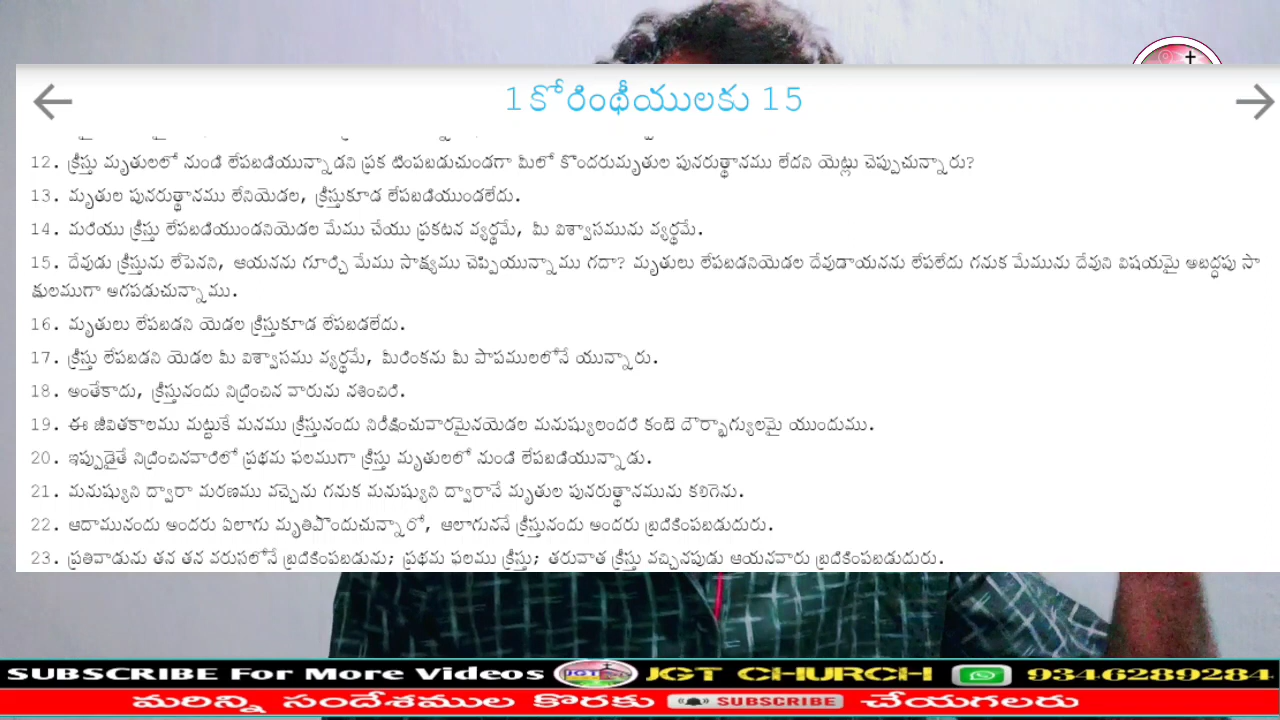 1 కోరింథీయులకు 15
12. క్రీస్తు మృతులలో నుండి లేపబడియున్నాడని ప్రక టింపబడుచుండగా మీలో కొందరుమృతుల పునరుత్థానము లేదని యెట్లు చెప్పుచున్నారు?
13. మృతుల పునరుత్థానము లేనియెడల, క్రీస్తుకూడ లేపబడియుండలేదు.
14. మరియు క్రీస్తు లేపబడియుండనియెడల మేము చేయు ప్రకటన వ్యర్థమే, మీ విశ్వాసమును వ్యర్థమే.
15. దేవుడు క్రీస్తును లేపెనని, ఆయనను గూర్చి మేము సాక్ష్యము చెప్పియున్నాము గదా? మృతులు లేపబడనియెడల దేవుడాయనను లేపలేదు గనుక మేమును దేవుని విషయమై అబద్ధపు సా
క్షులముగా అగపడుచున్నాము.
16. మృతులు లేపబడని యెడల క్రీస్తుకూడ లేపబడలేదు.
17. క్రీస్తు లేపబడని యెడల మీ విశ్వాసము వ్యర్థమే, మీరింకను మీ పాపములలోనే యున్నారు.
18. అంతేకాదు, క్రీస్తునందు నిద్రించిన వారును నశించిరి.
19. ఈ జీవితకాలము మట్టుకే మనము క్రీస్తునందు నిరీక్షించువారమైనయెడల మనుష్యులందరి కంటె దౌర్భాగ్యులమై యుందుము.
20. ఇప్పుడైతే నిద్రించినవారిలో ప్రథమ ఫలముగా క్రీస్తు మృతులలో నుండి లేపబడియున్నాడు.
21. మనుష్యుని ద్వారా మరణము వచ్చెను గనుక మనుష్యుని ద్వారానే మృతుల పునరుత్థానమును కలిగెను.
22. ఆదామునందు అందరు ఏలాగు మృతిపొందుచున్నారో, ఆలాగుననే క్రీస్తునందు అందరు బ్రదికింపబడుదురు.
23. ప్రతివాడును తన తన వరుసలోనే బ్రదికింపబడును; ప్రథమ ఫలము క్రీస్తు; తరువాత క్రీస్తు వచ్చినపుడు ఆయనవారు బ్రదికింపబడుదురు.
SUBSCRIBE For More Videos JGT JGT CHURCH 9346289284
మరిన్ని సందేశముల కొరకు SUBSCRIBE చేయగలరు